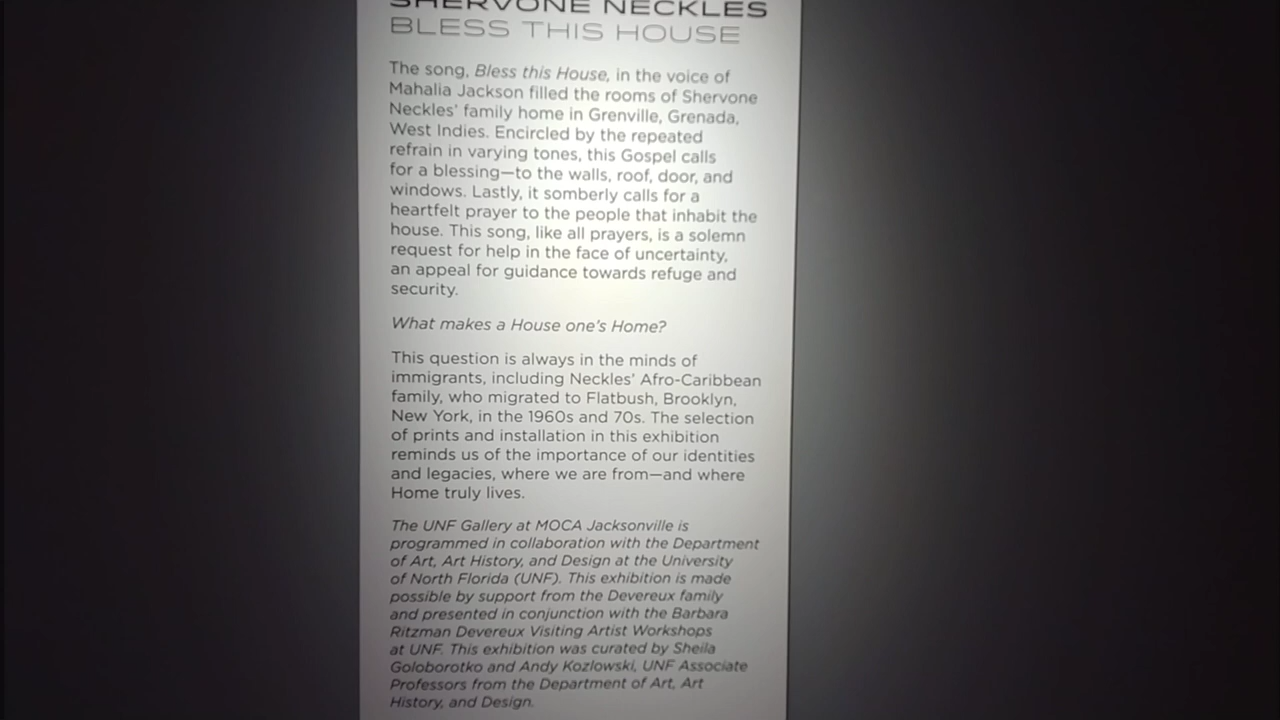 SHERVONE NECKLES
BLESS THIS HOUSE
The song, Bless this House, in the voice of
Mahalia Jackson filled the rooms of Shervone
Neckles' family home in Grenville, Grenada,
West Indies. Encircled by the repeated
refrain in varying tones, this Gospel calls
for a blessing—to the walls, roof, door, and
windows. Lastly, it somberly calls for a
heartfelt prayer to the people that inhabit the
house. This song, like all prayers, is a solemn
request for help in the face of uncertainty,
an appeal for guidance towards refuge and
security.
What makes a House one's Home?
This question is always in the minds of
immigrants, including Neckles' Afro-Caribbean
family, who migrated to Flatbush, Brooklyn,
New York, in the 1960s and 70s. The selection
of prints and installation in this exhibition
reminds us of the importance of our identities
and legacies, where we are from—and where
Home truly lives.
The UNF Gallery at MOCA Jacksonville is
programmed in collaboration with the Department
of Art, Art History, and Design at the University
of North Florida (UNF). This exhibition is made
possible by support from the Devereux family
and presented in conjunction with the Barbara
Ritzman Devereux Visiting Artist Workshops
at UNF. This exhibition was curated by Sheila
Goloborotko and Andy Kozlowski, UNF Associate
Professors from the Department of Art, Art
History, and Design.